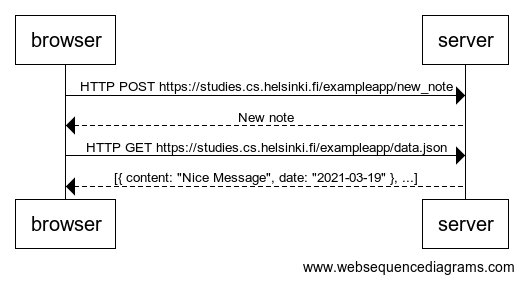 browser server
HTTP POST https://studies.cs.helsinki.fi/exampleapp/new_note
New note
HTTP GET https://studies.cs.helsinki.fi/exampleapp/data.json
[{ content: "Nice Message", date: "2021-03-19" }, ...]
browser server
www.websequencediagrams.com